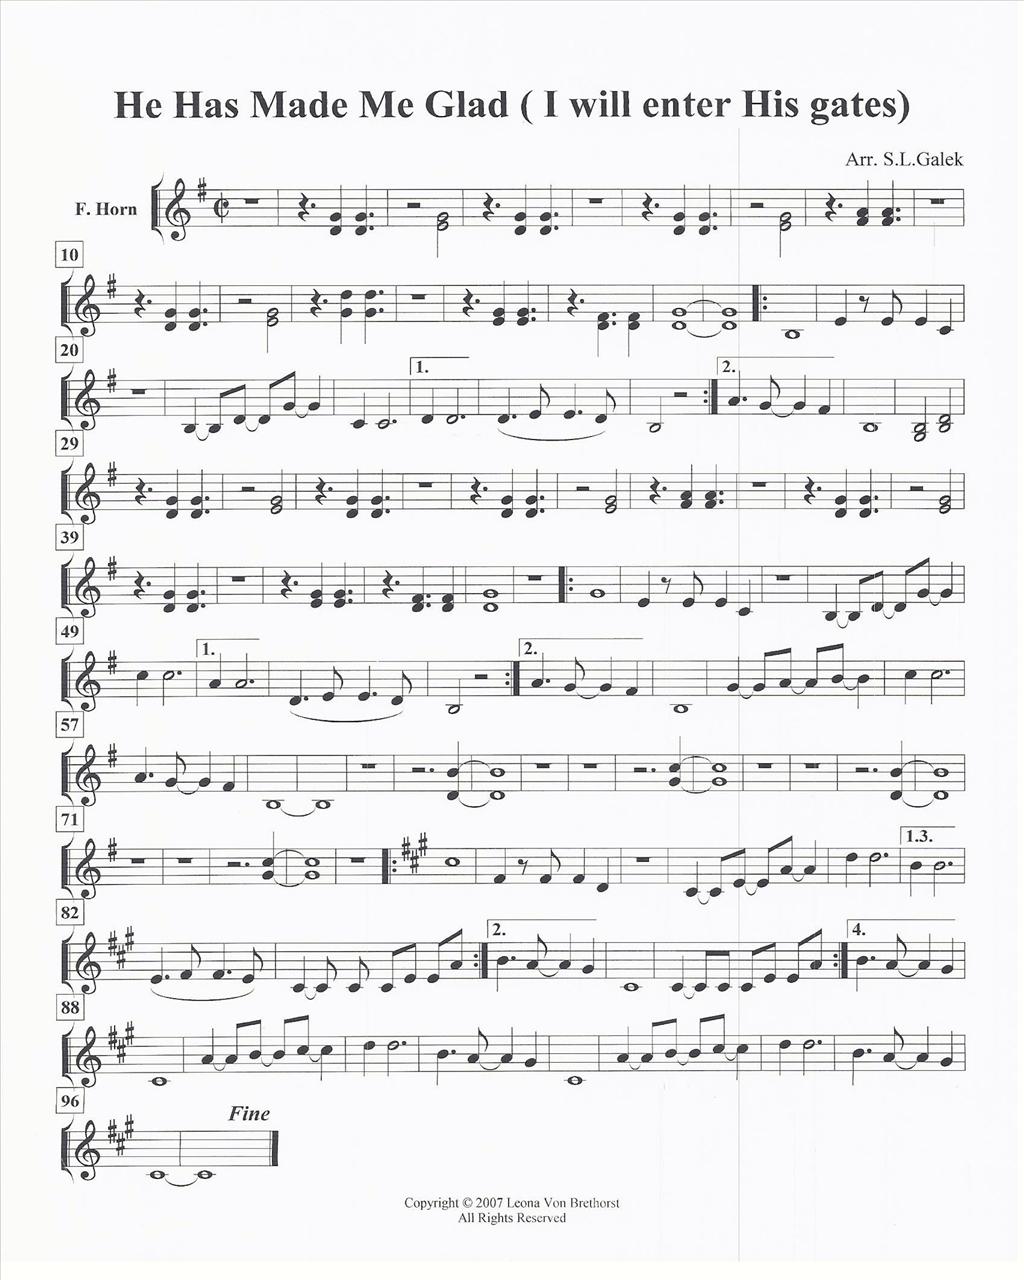 He Has Made Me Glad ( I will enter His gates)
Arr. S.L.Galek
F. Horn
10
20
1.
2.
29
39
49
1.
2.
57
71
1.3.
82
2.
4.
88
96
Fine
Copyright © 2007 Leona Von Brethorst
All Rights Reserved